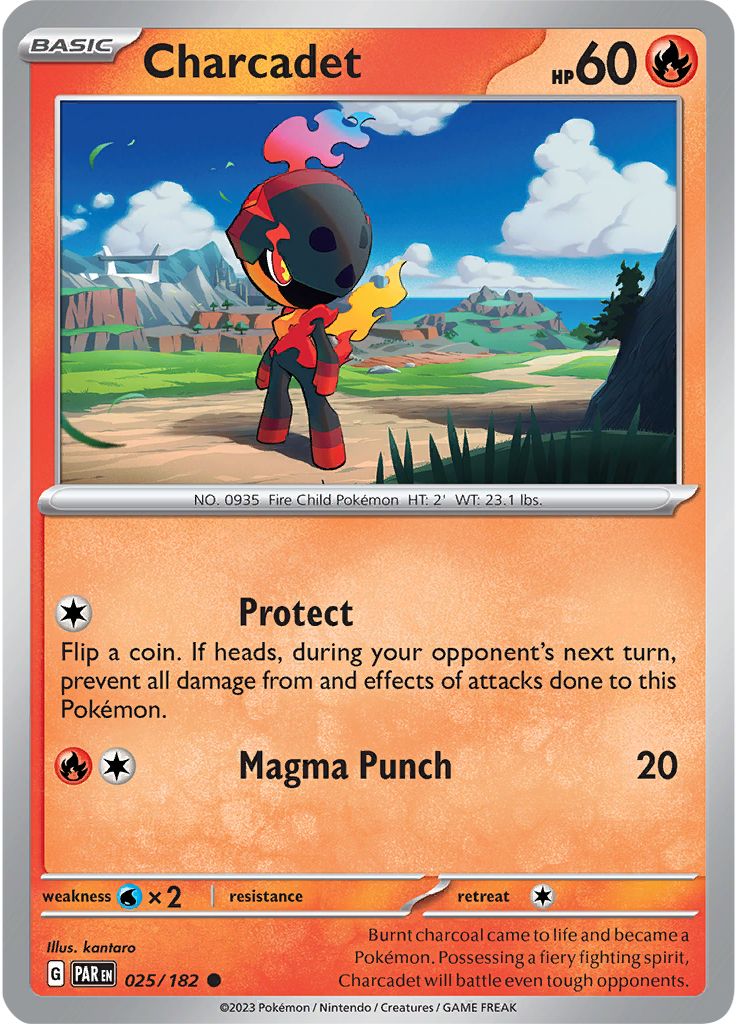 BASIC
Charcadet
HP60
NO. 0935 Fire Child Pokémon HT: 2' WT: 23.1 lbs.
Protect
Flip a coin. If heads, during your opponent's next turn,
prevent all damage from and effects of attacks done to this
Pokémon.
Magma Punch 20
weakness ×2 resistance retreat
Illus. kantaro
G PAR EN 025/182
Burnt charcoal came to life and became a
Pokémon. Possessing a fiery fighting spirit,
Charcadet will battle even tough opponents.
©2023 Pokémon / Nintendo / Creatures / GAME FREAK